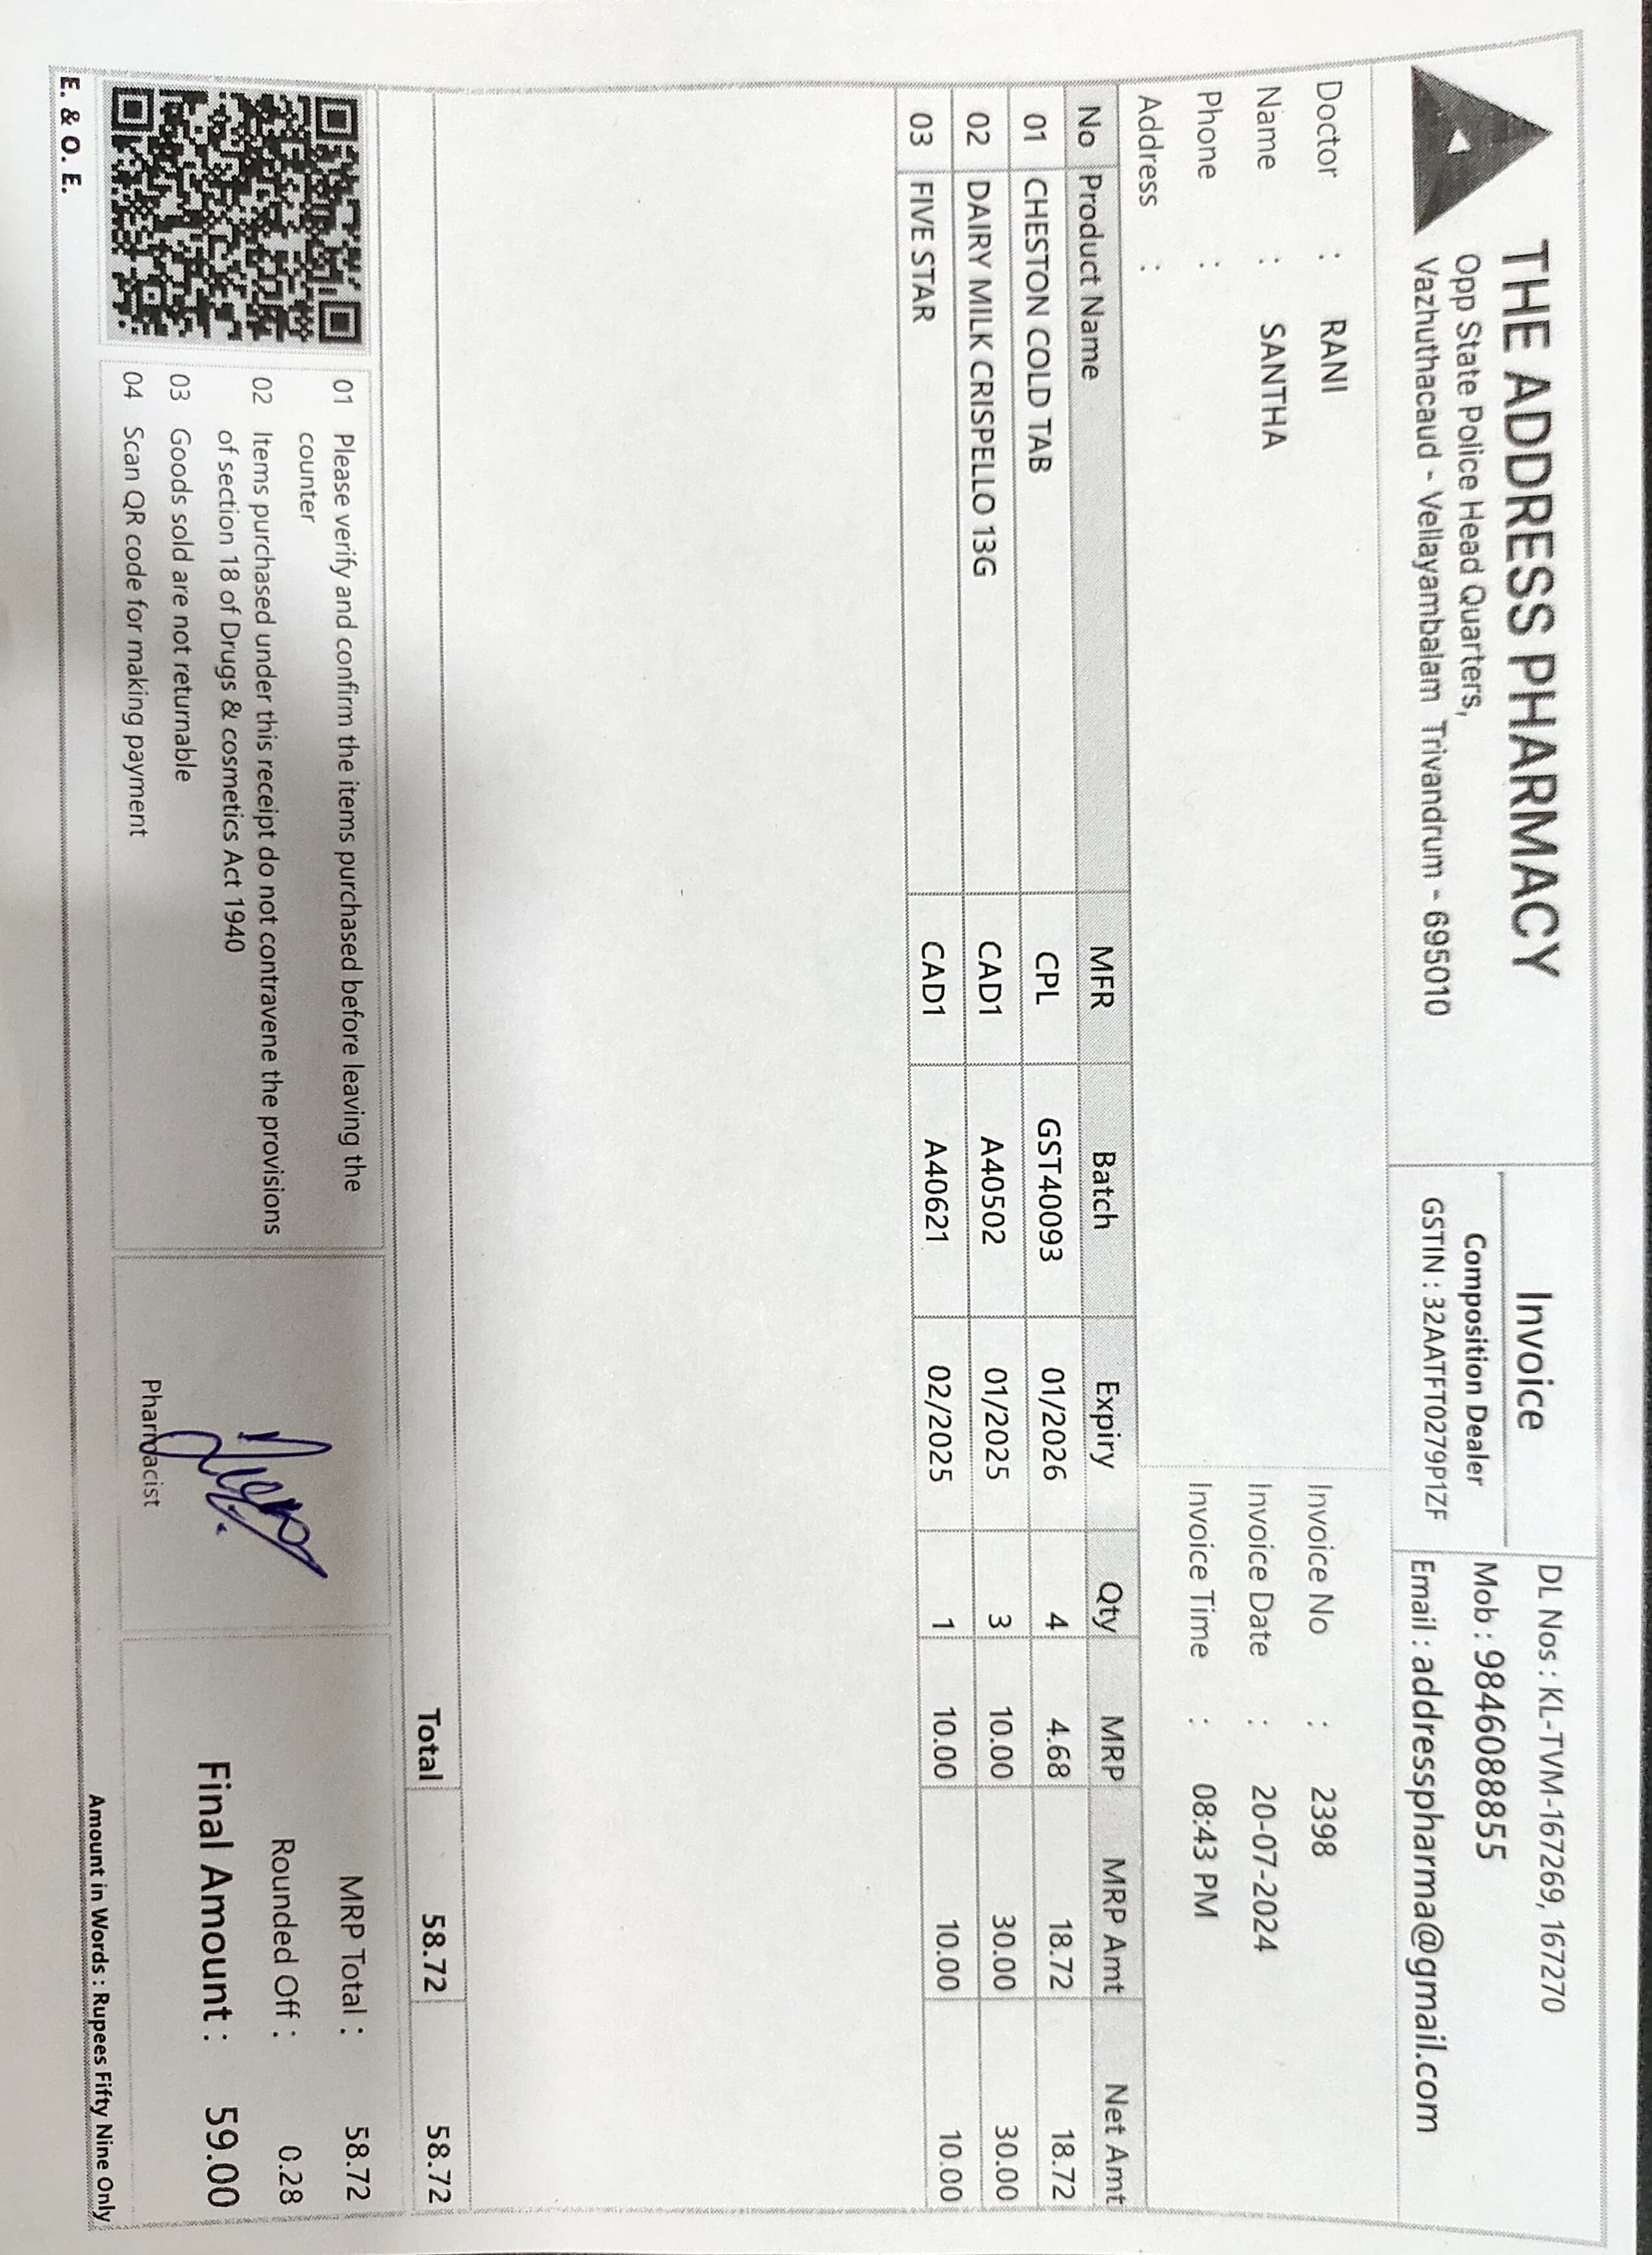 THE ADDRESS PHARMACY
Opp State Police Head Quarters,
Vazhuthacaud - Vellayambalam Trivandrum - 695010
Invoice
Composition Dealer
GSTIN : 32AATFT0279P1ZF
DL Nos : KL-TVM-167269, 167270
Mob : 9846088855
Email : addresspharma@gmail.com
Doctor : RANI
Name : SANTHA
Phone :
Address :
Invoice No : 2398
Invoice Date : 20-07-2024
Invoice Time : 08:43 PM
No Product Name MFR Batch Expiry Qty MRP MRP Amt Net Amt
01 CHESTON COLD TAB CPL GST40093 01/2026 4 4.68 18.72 18.72
02 DAIRY MILK CRISPELLO 13G CAD1 A40502 01/2025 3 10.00 30.00 30.00
03 FIVE STAR CAD1 A40621 02/2025 1 10.00 10.00 10.00
Total 58.72 58.72
01 Please verify and confirm the items purchased before leaving the
counter
02 Items purchased under this receipt do not contravene the provisions
of section 18 of Drugs & cosmetics Act 1940
03 Goods sold are not returnable
04 Scan QR code for making payment
Pharmacist
MRP Total : 58.72
Rounded Off : 0.28
Final Amount : 59.00
Amount in Words : Rupees Fifty Nine Only
E. & O. E.